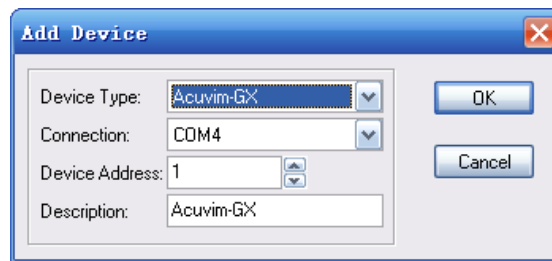 Add Device
Device Type: Acuvim-GX
OK
Connection: COM4
Device Address: 1
Cancel
Description: Acuvim-GX